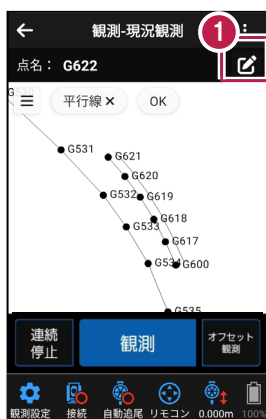 観測-現況観測
1
点名： G622
G530
平行線 ×
OK
G531
G621
G620
G532
G619
G618
G533
G617
G534
G600
G535
連続
停止
観測
オフセット
観測
観測設定
接続
自動追尾
リモコン
0.000m
100%